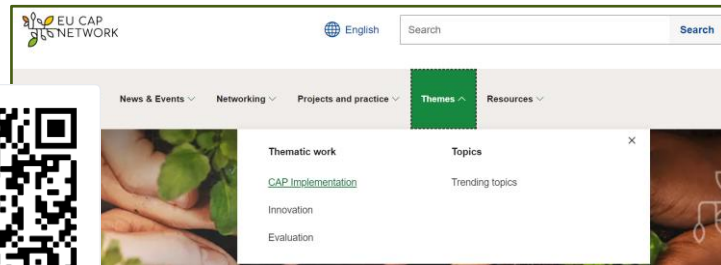 EU CAP
NETWORK
English
Search
Search
News & Events
Networking
Projects and practice
Themes
Resources
Thematic work
Topics
CAP Implementation
Trending topics
Innovation
Evaluation